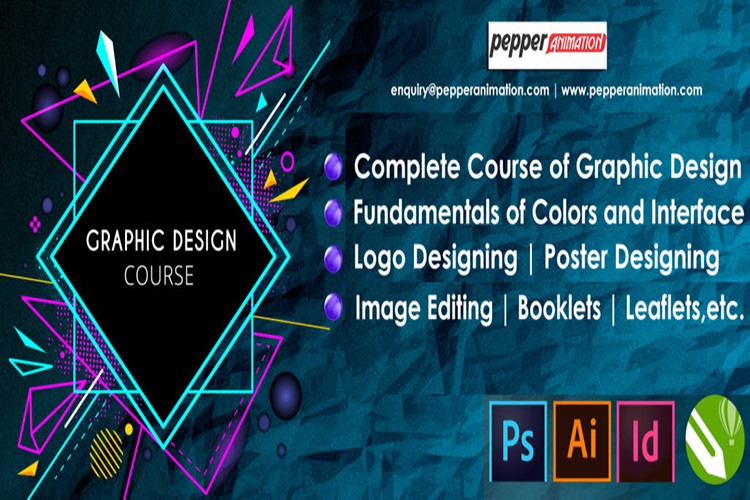 pepper ANIMATION
enquiry@pepperanimation.com | www.pepperanimation.com
GRAPHIC DESIGN
COURSE
Complete Course of Graphic Design
Fundamentals of Colors and Interface
Logo Designing | Poster Designing
Image Editing | Booklets | Leaflets,etc.
Ps Ai Id